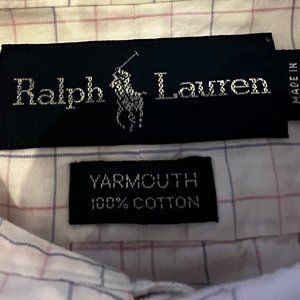 Ralph Lauren
MADE IN
YARMOUTH
100% COTTON